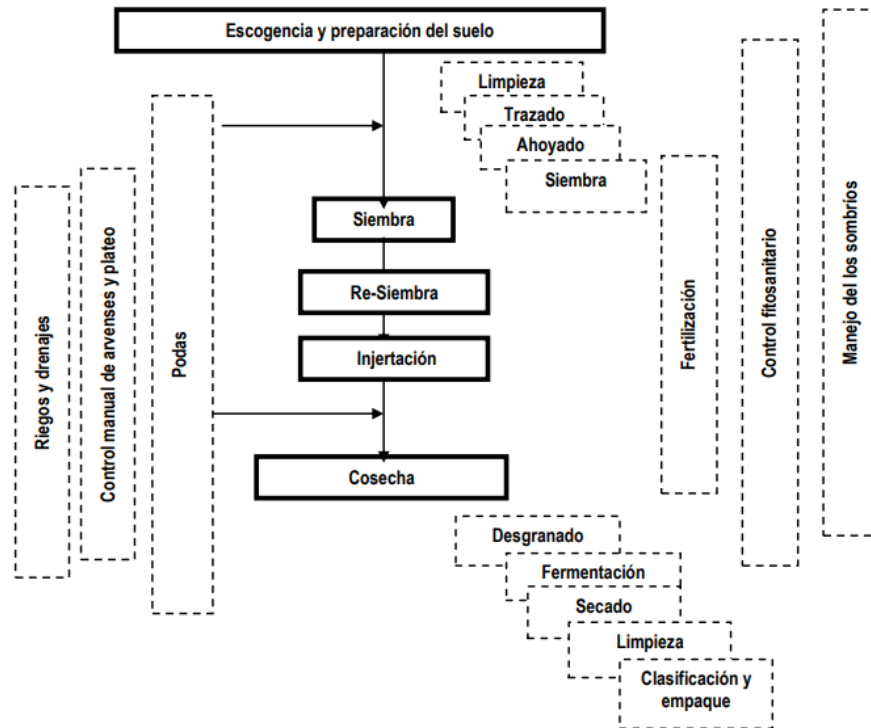 Escogencia y preparación del suelo
Limpieza
Trazado
Ahoyado
Siembra
Siembra
Re-Siembra
Injertación
Cosecha
Riegos y drenajes
Control manual de arvenses y plateo
Podas
Fertilización
Control fitosanitario
Manejo del los sombríos
Desgranado
Fermentación
Secado
Limpieza
Clasificación y
empaque